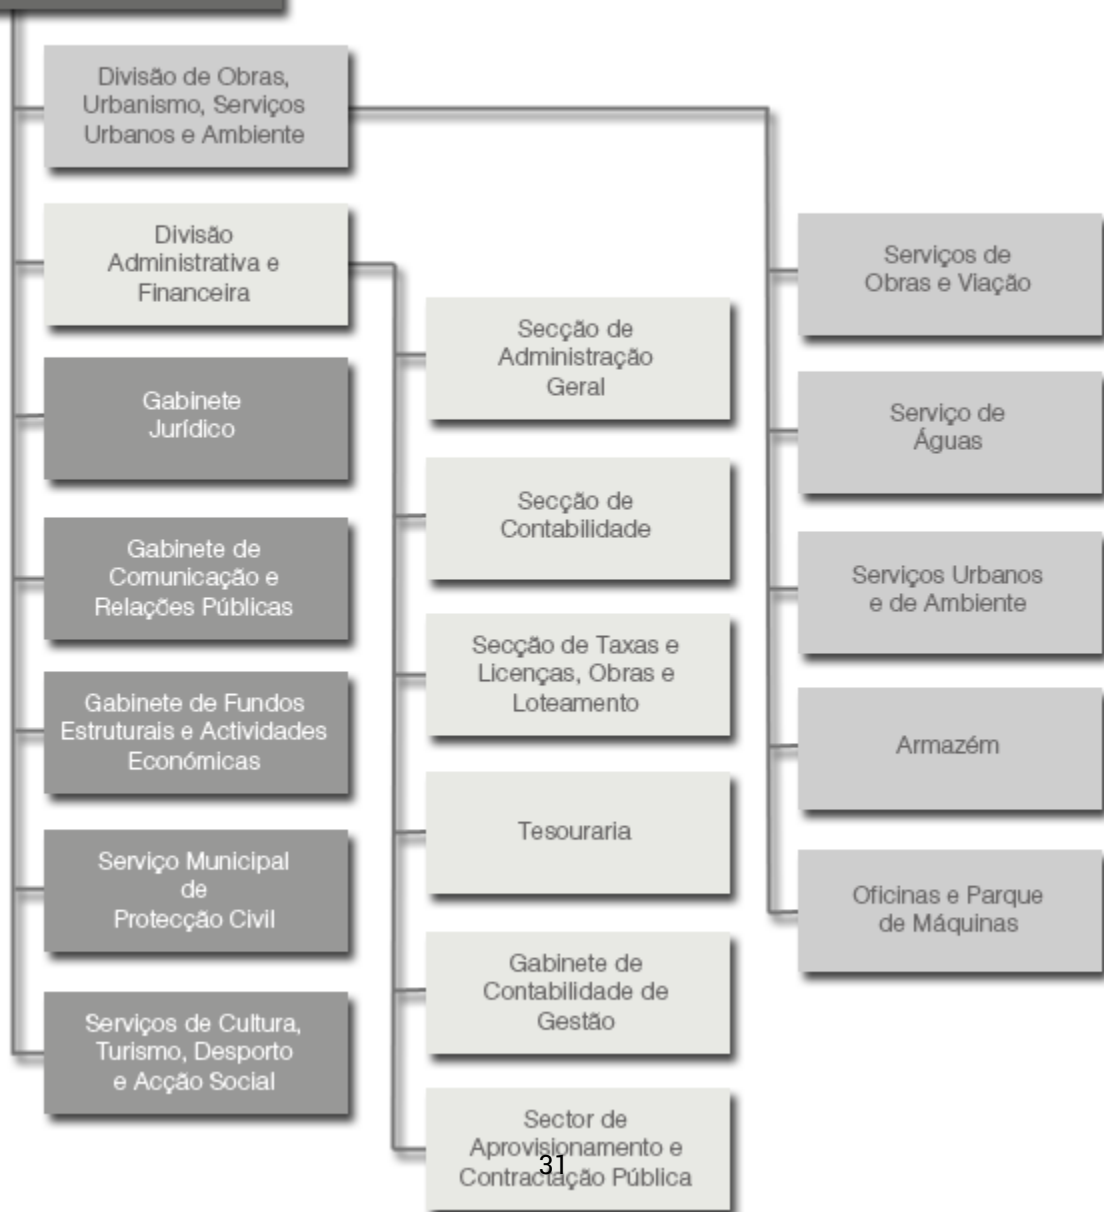 Divisão de Obras,
Urbanismo, Serviços
Urbanos e Ambiente
Divisão
Administrativa e
Financeira
Gabinete
Jurídico
Gabinete de
Comunicação e
Relações Públicas
Gabinete de Fundos
Estruturais e Actividades
Económicas
Serviço Municipal
de
Protecção Civil
Serviços de Cultura,
Turismo, Desporto
e Acção Social
Secção de
Administração
Geral
Secção de
Contabilidade
Secção de Taxas e
Licenças, Obras e
Loteamento
Tesouraria
Gabinete de
Contabilidade de
Gestão
Sector de
Aprovisionamento e
Contractação Pública
Serviços de
Obras e Viação
Serviço de
Águas
Serviços Urbanos
e de Ambiente
Armazém
Oficinas e Parque
de Máquinas
31